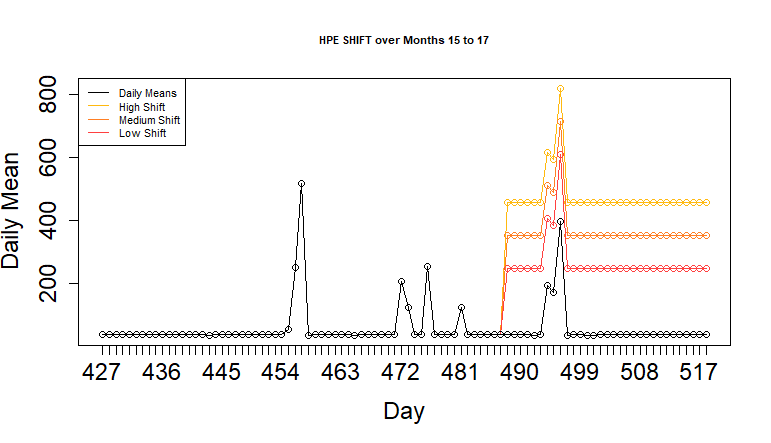 HPE SHIFT over Months 15 to 17
Daily Means
High Shift
Medium Shift
Low Shift
Daily Mean
800
600
400
200
427 436 445 454 463 472 481 490 499 508 517
Day